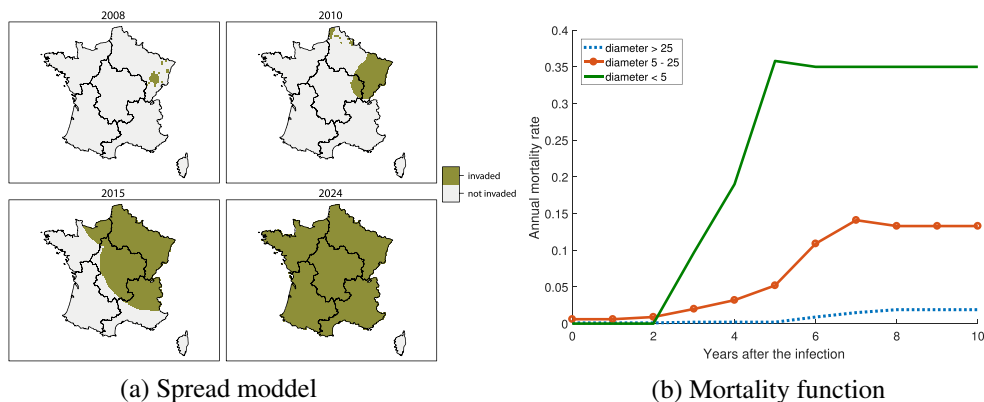 2008
2010
invaded
not invaded
2015
2024
(a) Spread moddel
0.4
0.35
0.3
0.25
0.2
0.15
0.1
0.05
0
Annual mortality rate
diameter > 25
diameter 5 - 25
diameter < 5
0 2 4 6 8 10
Years after the infection
(b) Mortality function